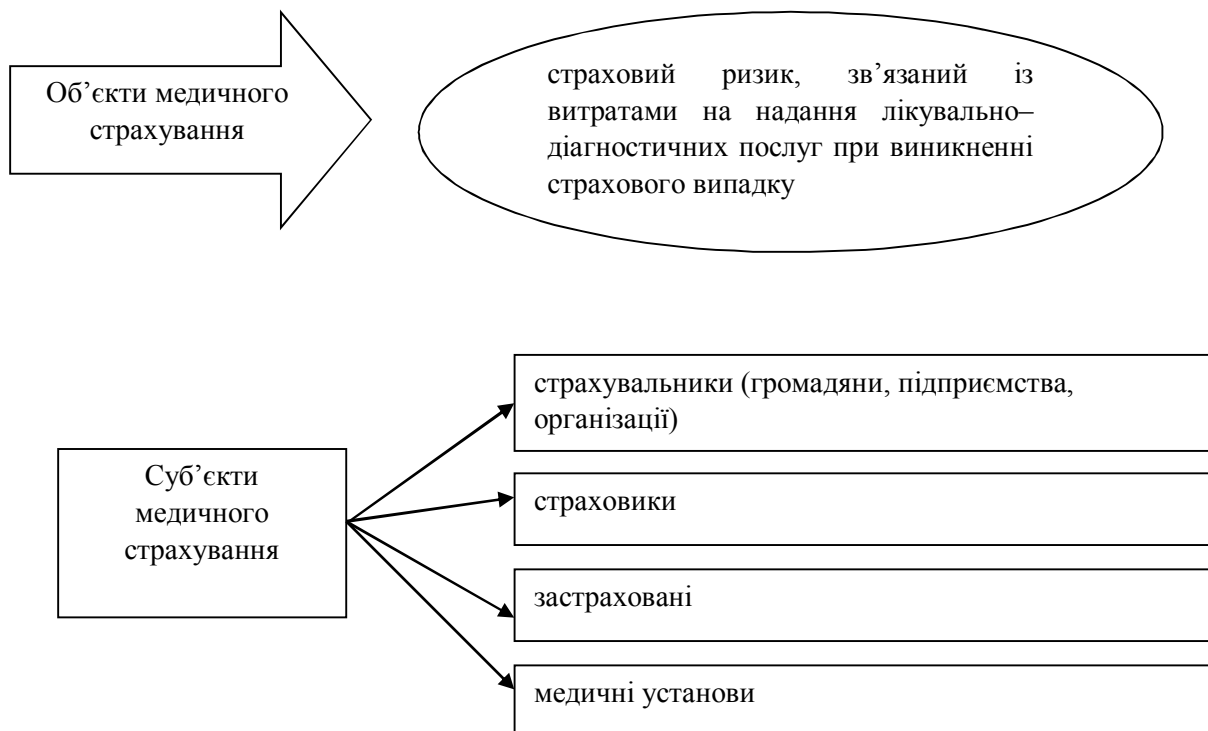 Об’єкти медичного
страхування
страховий ризик, зв’язаний із
витратами на надання лікувально–
діагностичних послуг при виникненні
страхового випадку
Суб’єкти
медичного
страхування
страхувальники (громадяни, підприємства,
організації)
страховики
застраховані
медичні установи